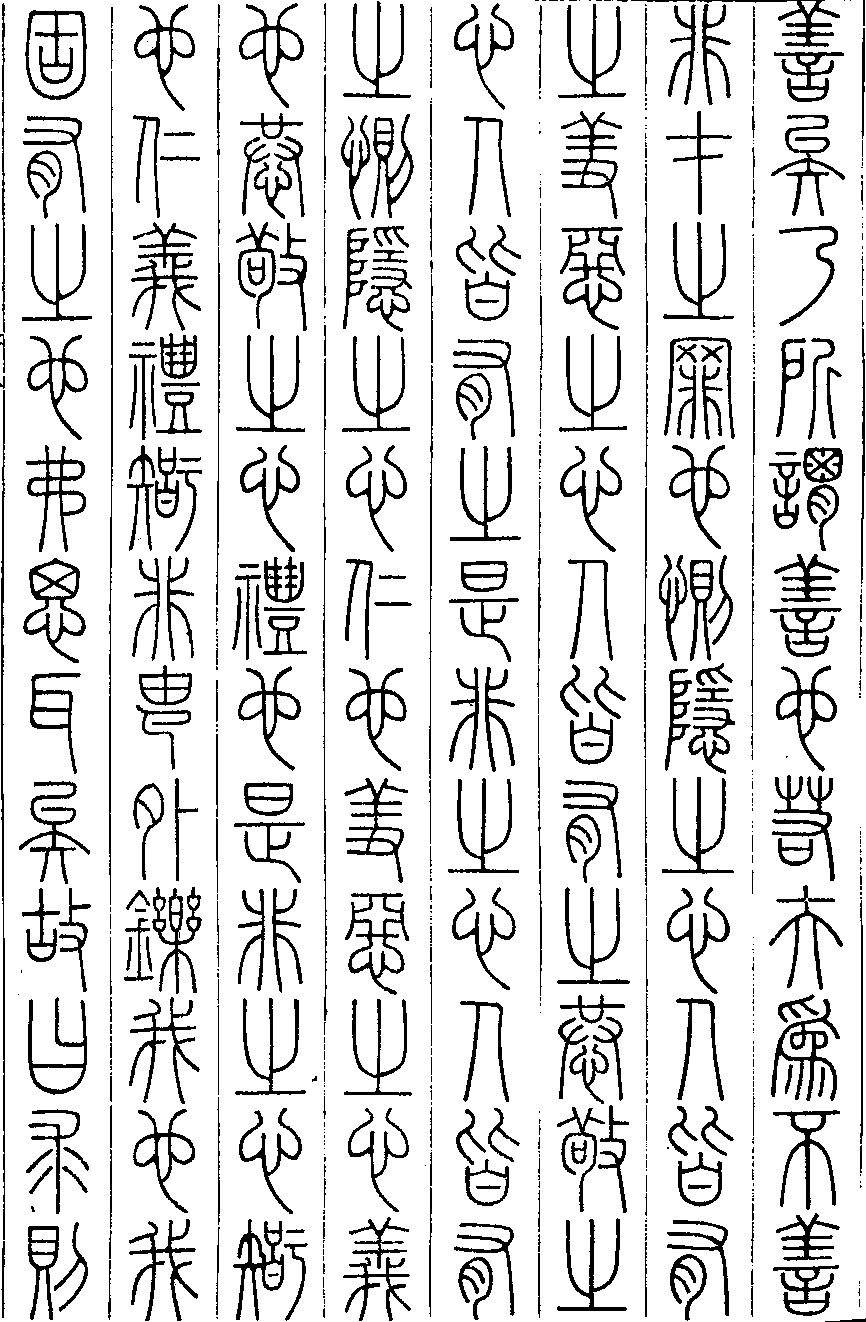 善矣乃所謂善也若夫為不善
非才之罪也惻隱之心人皆有
之羞惡之心人皆有之恭敬之
心人皆有之是非之心人皆有
之惻隱之心仁也羞惡之心義
也恭敬之心禮也是非之心智
也仁義禮智非由外鑠我也我
固有之也弗思耳矣故曰求則